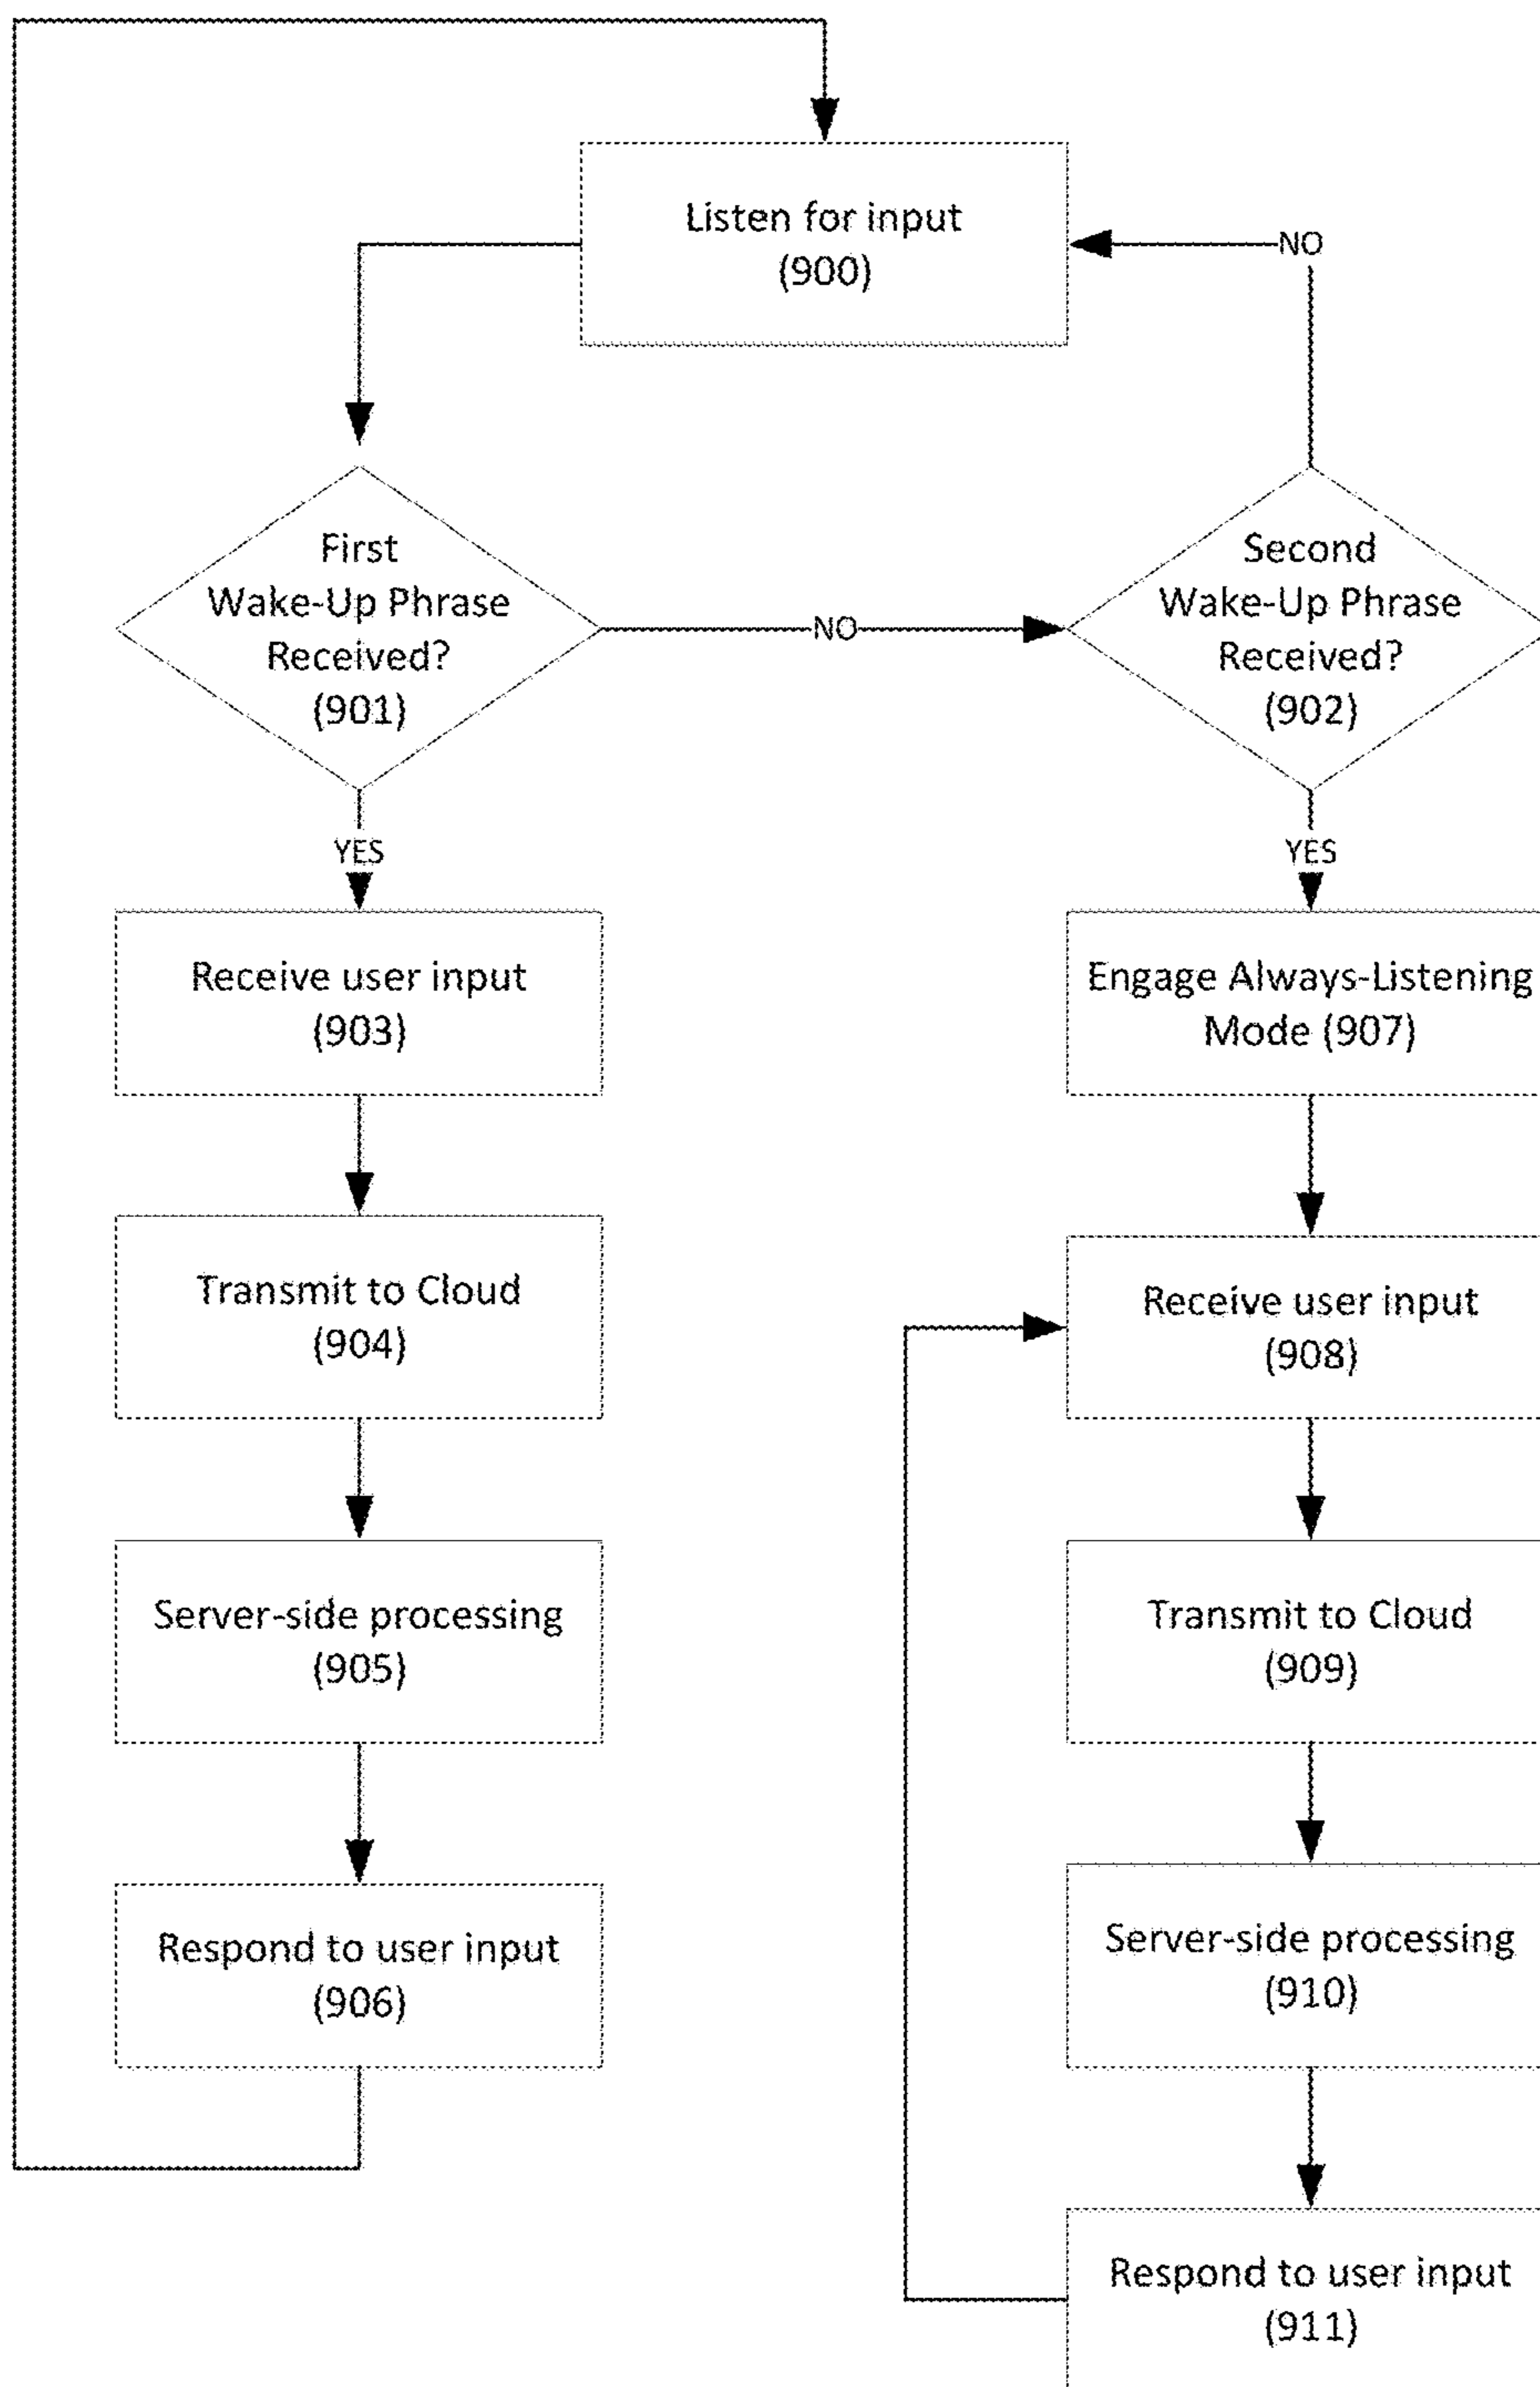 Listen for input
(900)
NO
First
Wake-Up Phrase
Received?
(901)
NO
Second
Wake-Up Phrase
Received?
(902)
YES
YES
Receive user input
(903)
Engage Always-Listening
Mode (907)
Transmit to Cloud
(904)
Receive user input
(908)
Server-side processing
(905)
Transmit to Cloud
(909)
Respond to user input
(906)
Server-side processing
(910)
Respond to user input
(911)